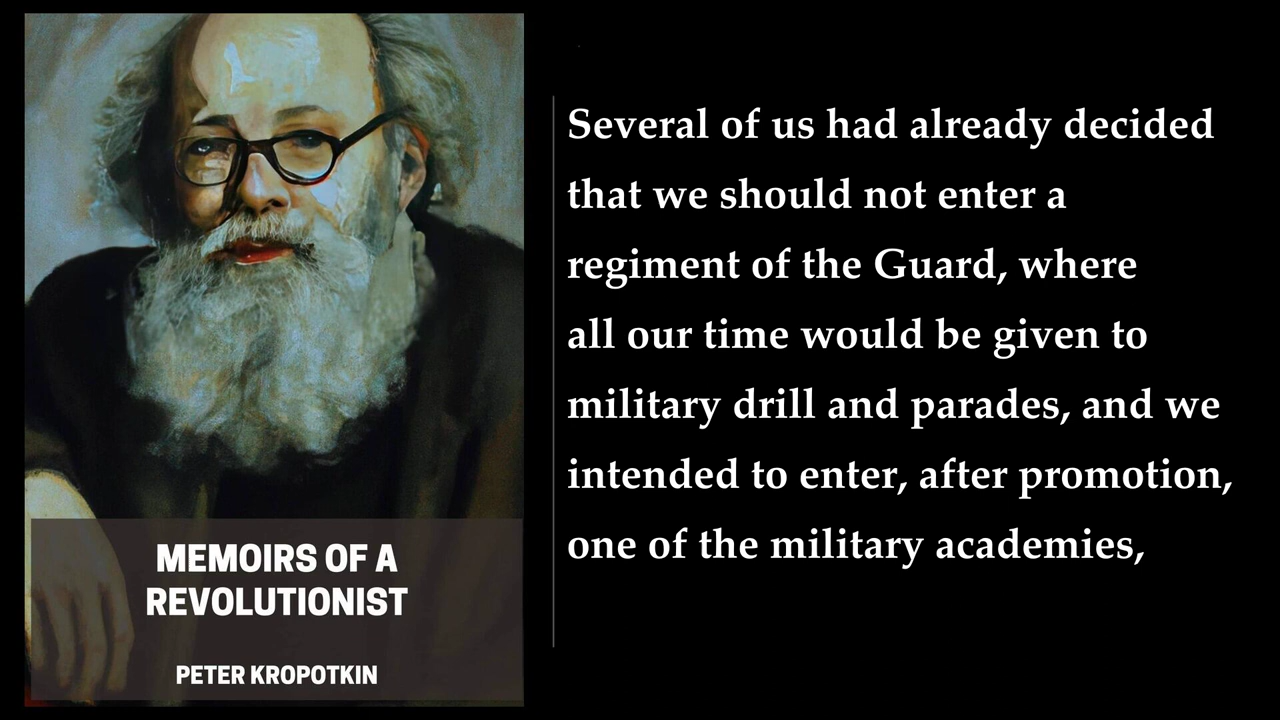 MEMOIRS OF A
REVOLUTIONIST
PETER KROPOTKIN
Several of us had already decided
that we should not enter a
regiment of the Guard, where
all our time would be given to
military drill and parades, and we
intended to enter, after promotion,
one of the military academies,